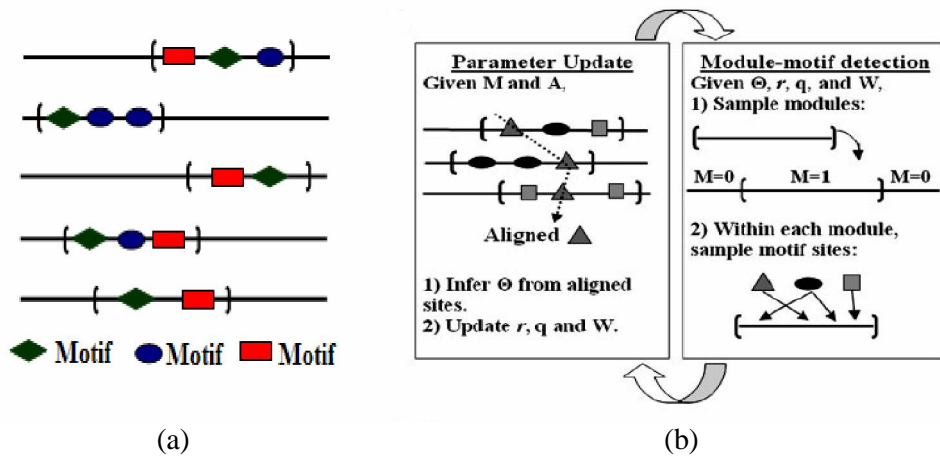 Motif Motif Motif
(a)
Parameter Update
Given M and A,
Aligned
1) Infer Θ from aligned
sites.
2) Update r, q and W.
Module-motif detection
Given Θ, r, q, and W,
1) Sample modules:
M=0 M=1 M=0
2) Within each module,
sample motif sites:
(b)